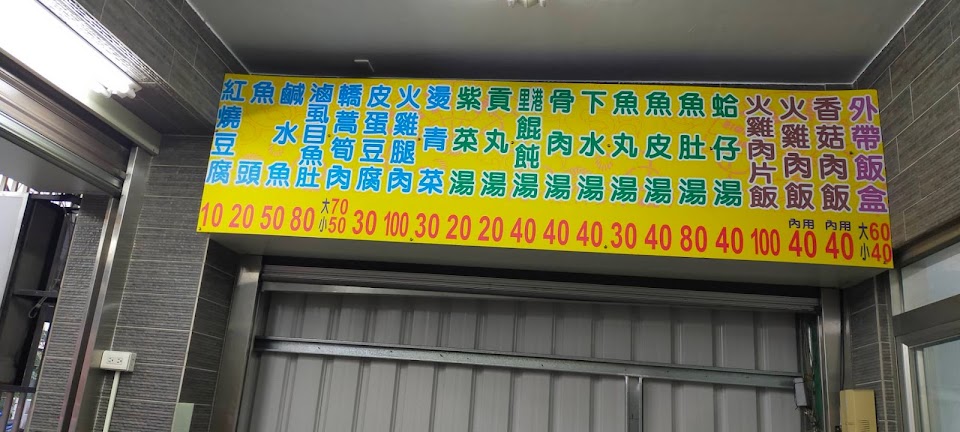 外帶飯盒 大60 小40
香菇肉飯 內用 40
火雞肉飯 內用 40
火雞肉片飯 100
蛤仔湯 40
魚肚湯 80
魚皮湯 40
魚丸湯 30
下水湯 40
骨肉湯 40
里港餛飩湯 40
貢丸湯 20
紫菜湯 20
燙青菜 30
火雞腿肉 100
皮蛋豆腐 30
轎蒿筍肉 大70 小50
滷虱目魚肚 80
鹹水魚 50
魚頭 20
紅燒豆腐 10